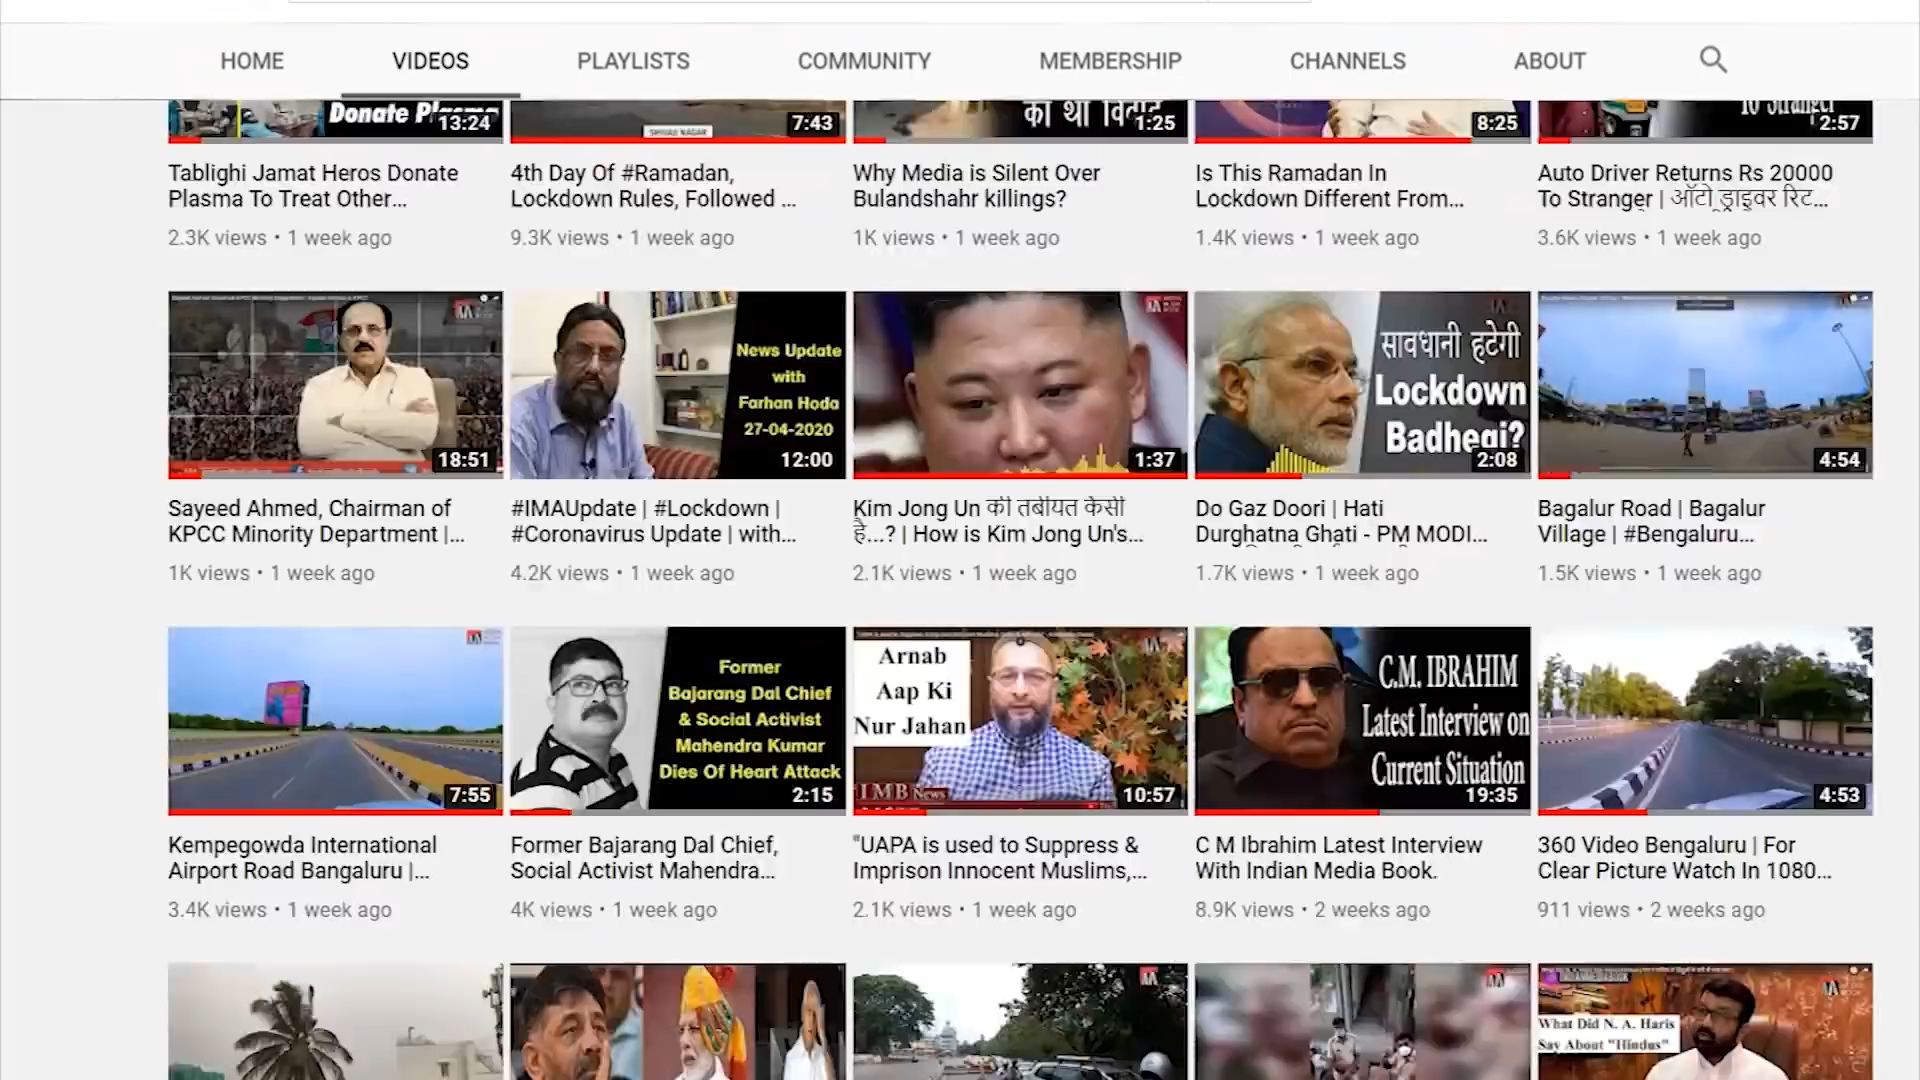 HOME VIDEOS PLAYLISTS COMMUNITY MEMBERSHIP CHANNELS ABOUT
Donate
13:24
SHIVAJI NAGAR
7:43
1:25
8:25
2:57
Tablighi Jamat Heros Donate
Plasma To Treat Other...
2.3K views • 1 week ago
4th Day Of #Ramadan,
Lockdown Rules, Followed ...
9.3K views • 1 week ago
Why Media is Silent Over
Bulandshahr killings?
1K views • 1 week ago
Is This Ramadan In
Lockdown Different From...
1.4K views • 1 week ago
Auto Driver Returns Rs 20000
To Stranger | ऑटो ड्राइवर रिट...
3.6K views • 1 week ago
18:51
News Update
with
Farhan Hoda
27-04-2020
12:00
1:37
सावधानी हटेगी
Lockdown
Badhegi?
2:08
4:54
Sayeed Ahmed, Chairman of
KPCC Minority Department |...
1K views • 1 week ago
#IMAUpdate | #Lockdown |
#Coronavirus Update | with...
4.2K views • 1 week ago
Kim Jong Un की तबीयत केसी
है...? | How is Kim Jong Un's...
2.1K views • 1 week ago
Do Gaz Doori | Hati
Durghatna Ghati - PM MODI...
1.7K views • 1 week ago
Bagalur Road | Bagalur
Village | #Bengaluru...
1.5K views • 1 week ago
7:55
Former
Bajarang Dal Chief
& Social Activist
Mahendra Kumar
Dies Of Heart Attack
2:15
Arnab
Aap Ki
Nur Jahan
IMB News
10:57
C.M. IBRAHIM
Latest Interview on
Current Situation
19:35
4:53
Kempegowda International
Airport Road Bangaluru |...
3.4K views • 1 week ago
Former Bajarang Dal Chief,
Social Activist Mahendra...
4K views • 1 week ago
"UAPA is used to Suppress &
Imprison Innocent Muslims,...
2.1K views • 1 week ago
C M Ibrahim Latest Interview
With Indian Media Book.
8.9K views • 2 weeks ago
360 Video Bengaluru | For
Clear Picture Watch In 1080...
911 views • 2 weeks ago
What Did N. A. Haris
Say About "Hindus"